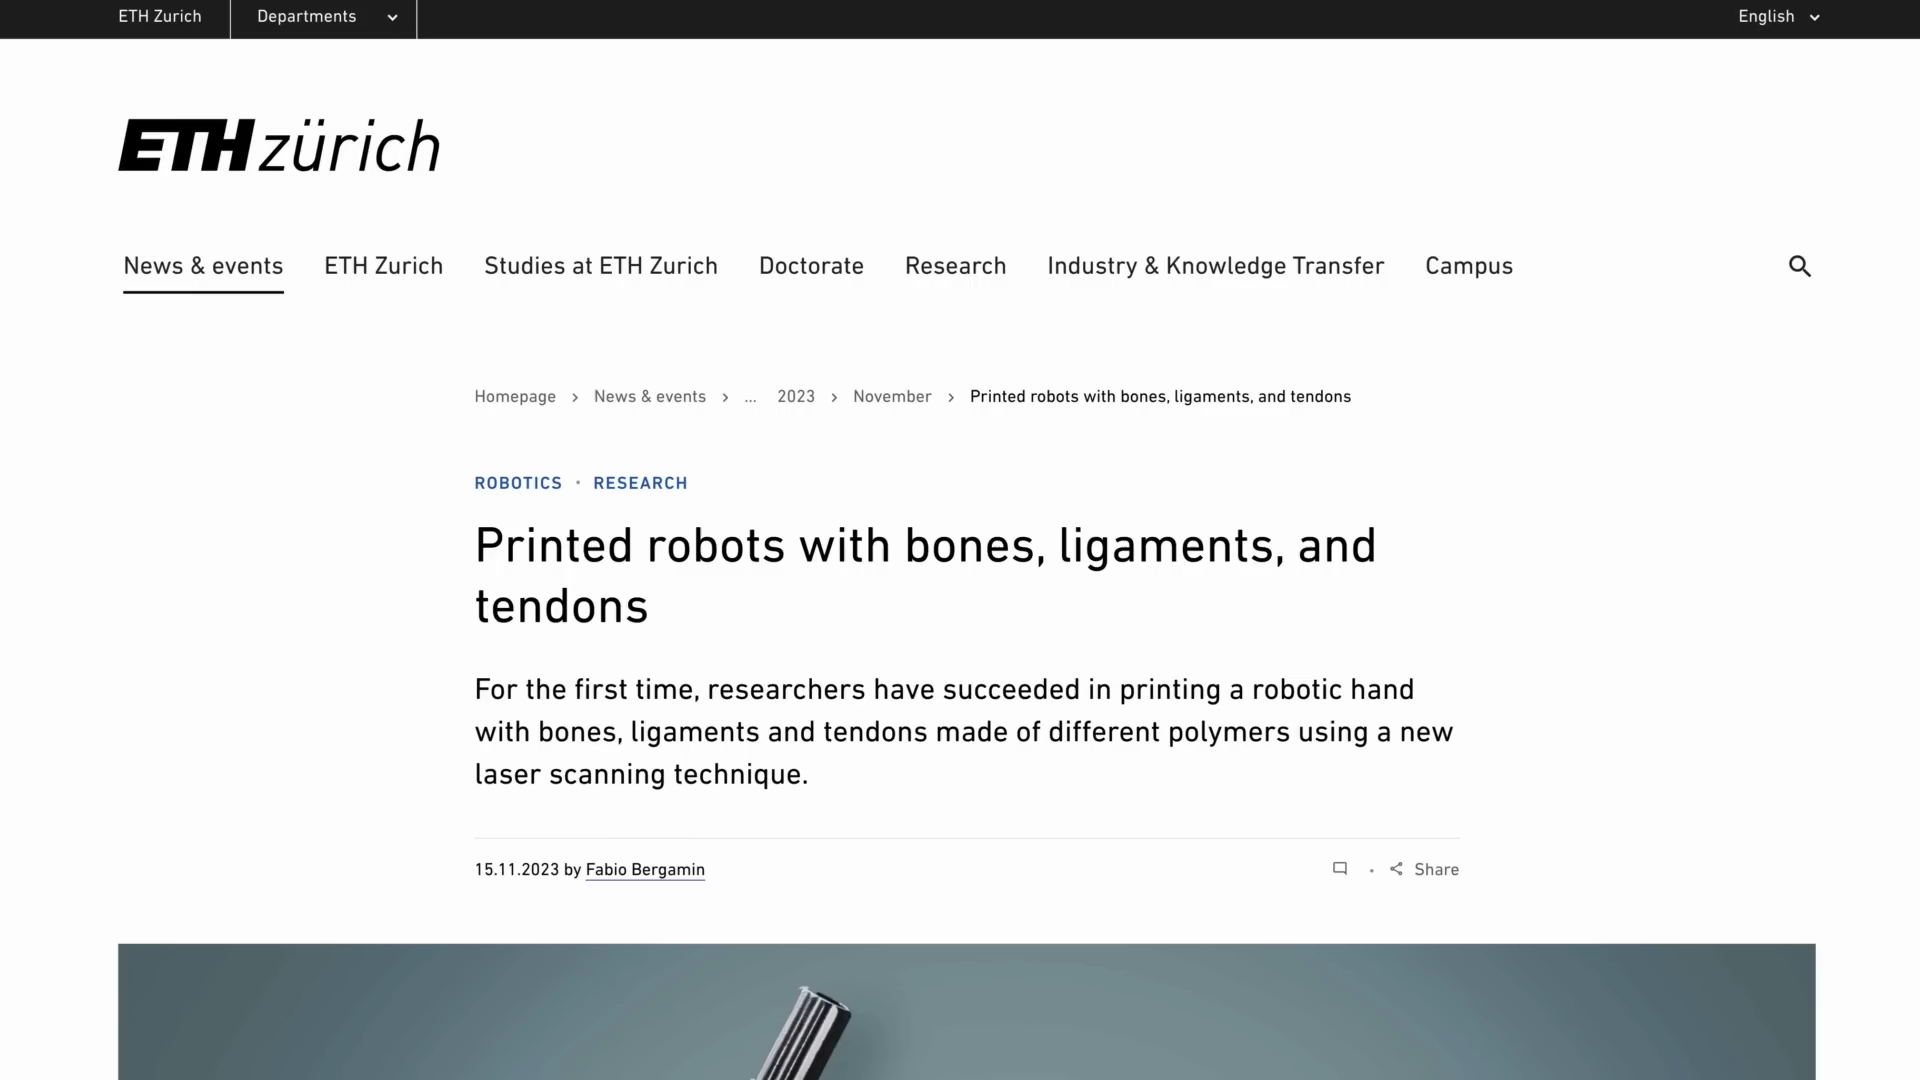 ETH Zurich
Departments
English
ETH zürich
News & events
ETH Zurich
Studies at ETH Zurich
Doctorate
Research
Industry & Knowledge Transfer
Campus
Homepage > News & events > ... 2023 > November > Printed robots with bones, ligaments, and tendons
ROBOTICS · RESEARCH
Printed robots with bones, ligaments, and
tendons
For the first time, researchers have succeeded in printing a robotic hand
with bones, ligaments and tendons made of different polymers using a new
laser scanning technique.
15.11.2023 by Fabio Bergamin
Share